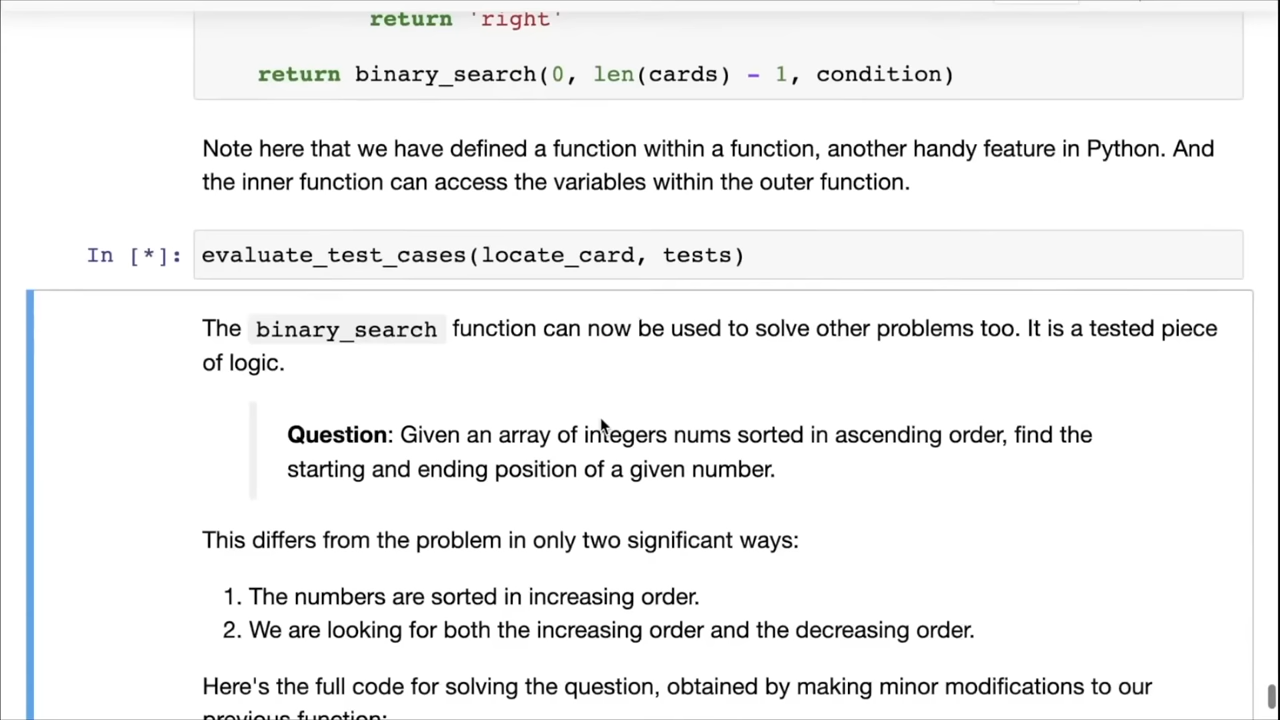 return 'right'
return binary_search(0, len(cards) - 1, condition)
Note here that we have defined a function within a function, another handy feature in Python. And
the inner function can access the variables within the outer function.
In [*]: evaluate_test_cases(locate_card, tests)
The binary_search function can now be used to solve other problems too. It is a tested piece
of logic.
Question: Given an array of integers nums sorted in ascending order, find the
starting and ending position of a given number.
This differs from the problem in only two significant ways:
1. The numbers are sorted in increasing order.
2. We are looking for both the increasing order and the decreasing order.
Here's the full code for solving the question, obtained by making minor modifications to our
previous function: